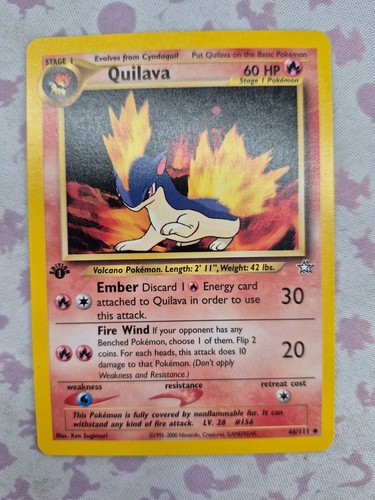 STAGE 1 Evolves from Cyndaquil Put Quilava on the Basic Pokémon
Quilava 60 HP
Stage 1 Pokémon
1
Volcano Pokémon. Length: 2' 11", Weight: 42 lbs.
Ember Discard 1 Energy card
attached to Quilava in order to use
this attack.
30
Fire Wind If your opponent has any
Benched Pokémon, choose 1 of them. Flip 2
coins. For each heads, this attack does 10
damage to that Pokémon. (Don't apply
Weakness and Resistance.)
20
weakness resistance retreat cost
This Pokémon is fully covered by nonflammable fur. It can
withstand any kind of fire attack. LV. 28 #156
Illus. Ken Sugimori ©1995-2000 Nintendo, Creatures, GAMEFREAK. 46/111